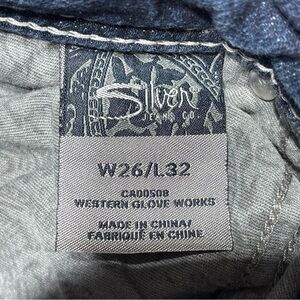 Silver
JEANS CO
W26/L32
CA00508
WESTERN GLOVE WORKS
MADE IN CHINA/
FABRIQUÉ EN CHINE